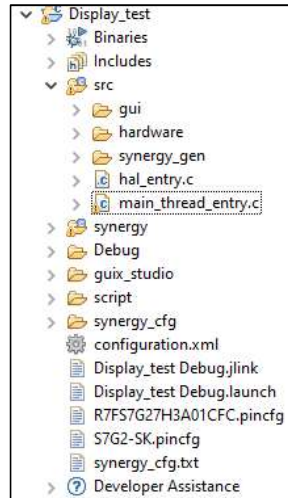 Display_test
Binaries
Includes
src
gui
hardware
synergy_gen
hal_entry.c
main_thread_entry.c
synergy
Debug
guix_studio
script
synergy_cfg
configuration.xml
Display_test Debug.jlink
Display_test Debug.launch
R7FS7G27H3A01CFC.pincfg
S7G2-SK.pincfg
synergy_cfg.txt
Developer Assistance